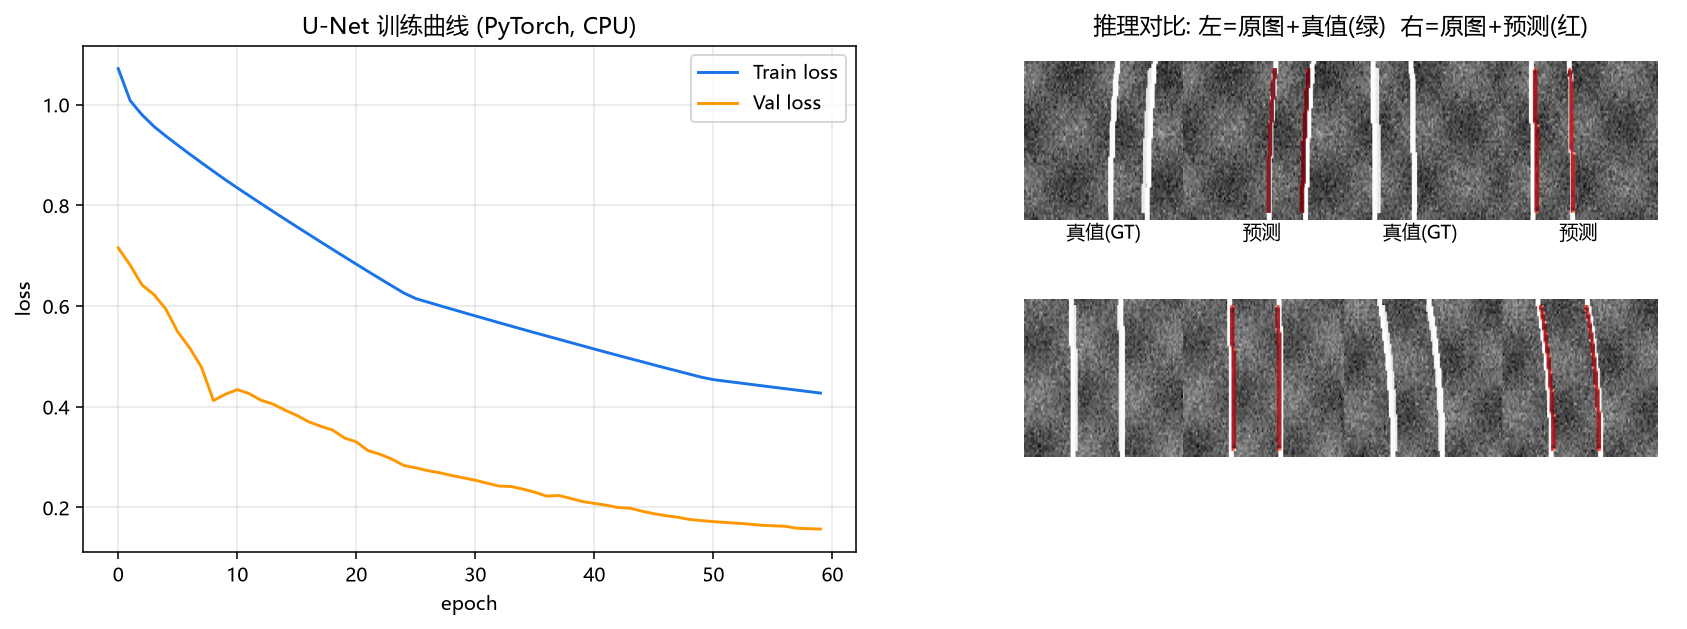 U-Net 训练曲线 (PyTorch, CPU)
Train loss
Val loss
loss
1.0
0.8
0.6
0.4
0.2
0 10 20 30 40 50 60
epoch
推理对比: 左=原图+真值(绿)  右=原图+预测(红)
真值(GT) 预测 真值(GT) 预测